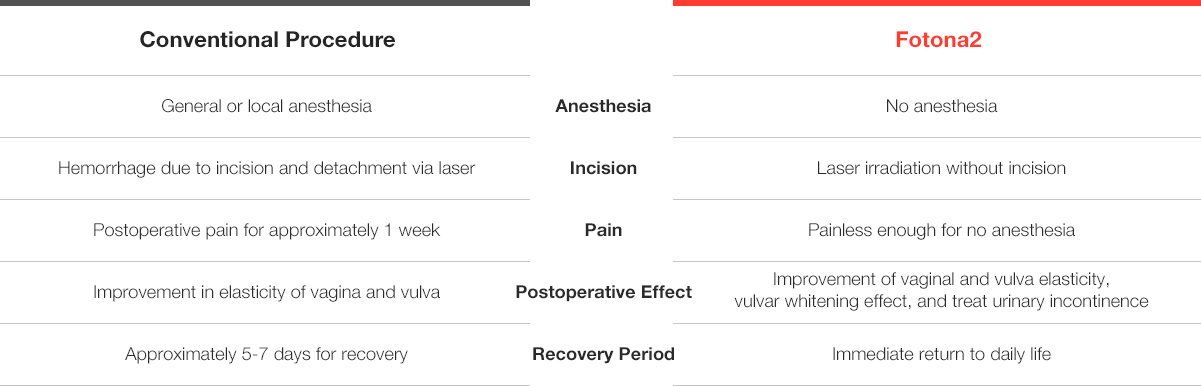 Conventional Procedure
Fotona2
General or local anesthesia
Anesthesia
No anesthesia
Hemorrhage due to incision and detachment via laser
Incision
Laser irradiation without incision
Postoperative pain for approximately 1 week
Pain
Painless enough for no anesthesia
Improvement in elasticity of vagina and vulva
Postoperative Effect
Improvement of vaginal and vulva elasticity,
vulvar whitening effect, and treat urinary incontinence
Approximately 5-7 days for recovery
Recovery Period
Immediate return to daily life